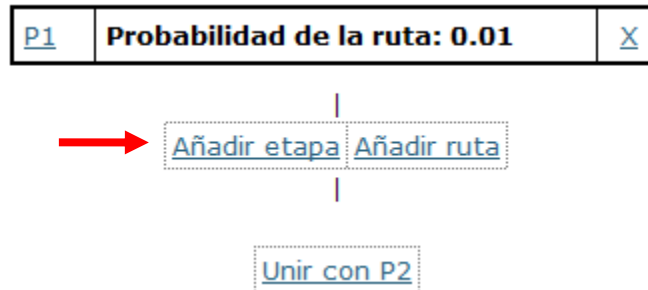 P1 Probabilidad de la ruta: 0.01 X
Añadir etapa Añadir ruta
Unir con P2